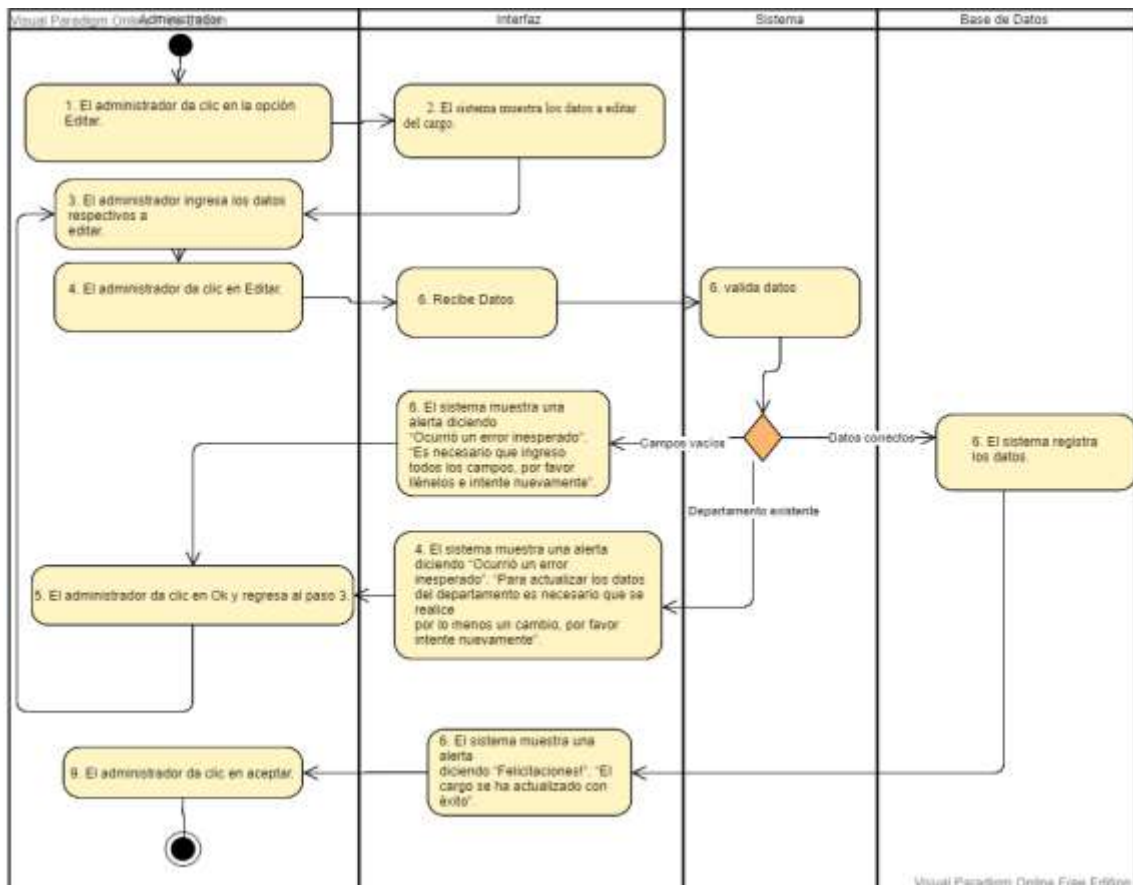 Visual Paradigm Online Free Edition
Administrador
Interfaz
Sistema
Base de Datos
1. El administrador da clic en la opción
Editar.
2. El sistema muestra los datos a editar
del cargo.
3. El administrador ingresa los datos
respectivos a
editar.
4. El administrador da clic en Editar.
6. Recibe Datos
6. valida datos
6. El sistema muestra una
alerta diciendo
“Ocurrió un error inesperado”.
“Es necesario que ingreso
todos los campos, por favor
llénelos e intente nuevamente”.
Campos vacíos
Datos correctos
6. El sistema registra
los datos.
Departamento existente
4. El sistema muestra una alerta
diciendo “Ocurrió un error
inesperado”. “Para actualizar los datos
del departamento es necesario que se
realice
por lo menos un cambio, por favor
intente nuevamente”.
5. El administrador da clic en Ok y regresa al paso 3.
6. El sistema muestra una
alerta
diciendo “Felicitaciones!”. “El
cargo se ha actualizado con
éxito”.
9. El administrador da clic en aceptar.
Visual Paradigm Online Free Edition